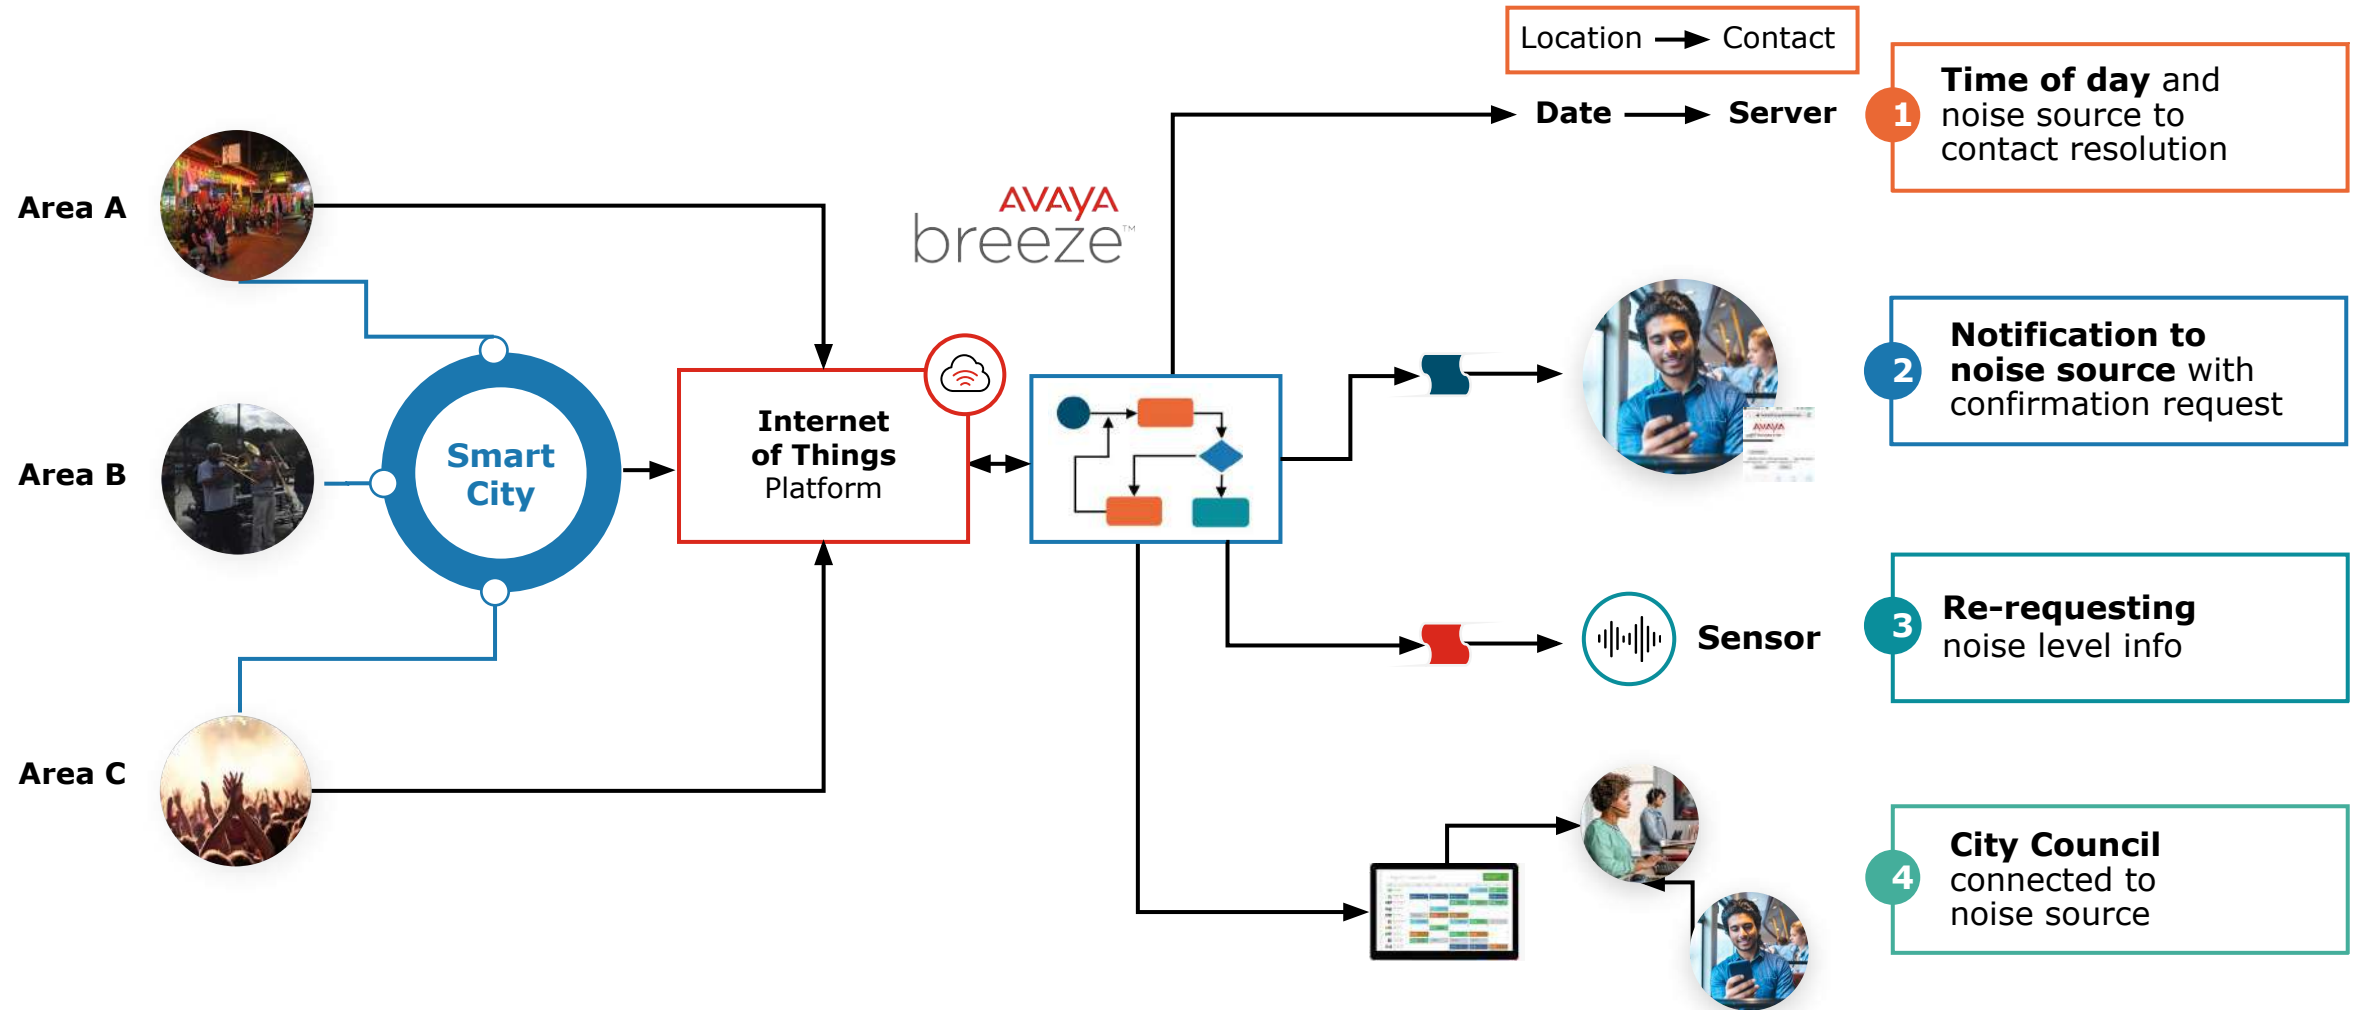 Location Contact
Date Server
1
Time of day and
noise source to
contact resolution
Area A
AVAYA
breeze™
Area B
Smart
City
Internet
of Things
Platform
AVAYA
2
Notification to
noise source with
confirmation request
Sensor
3
Re-requesting
noise level info
Area C
4
City Council
connected to
noise source